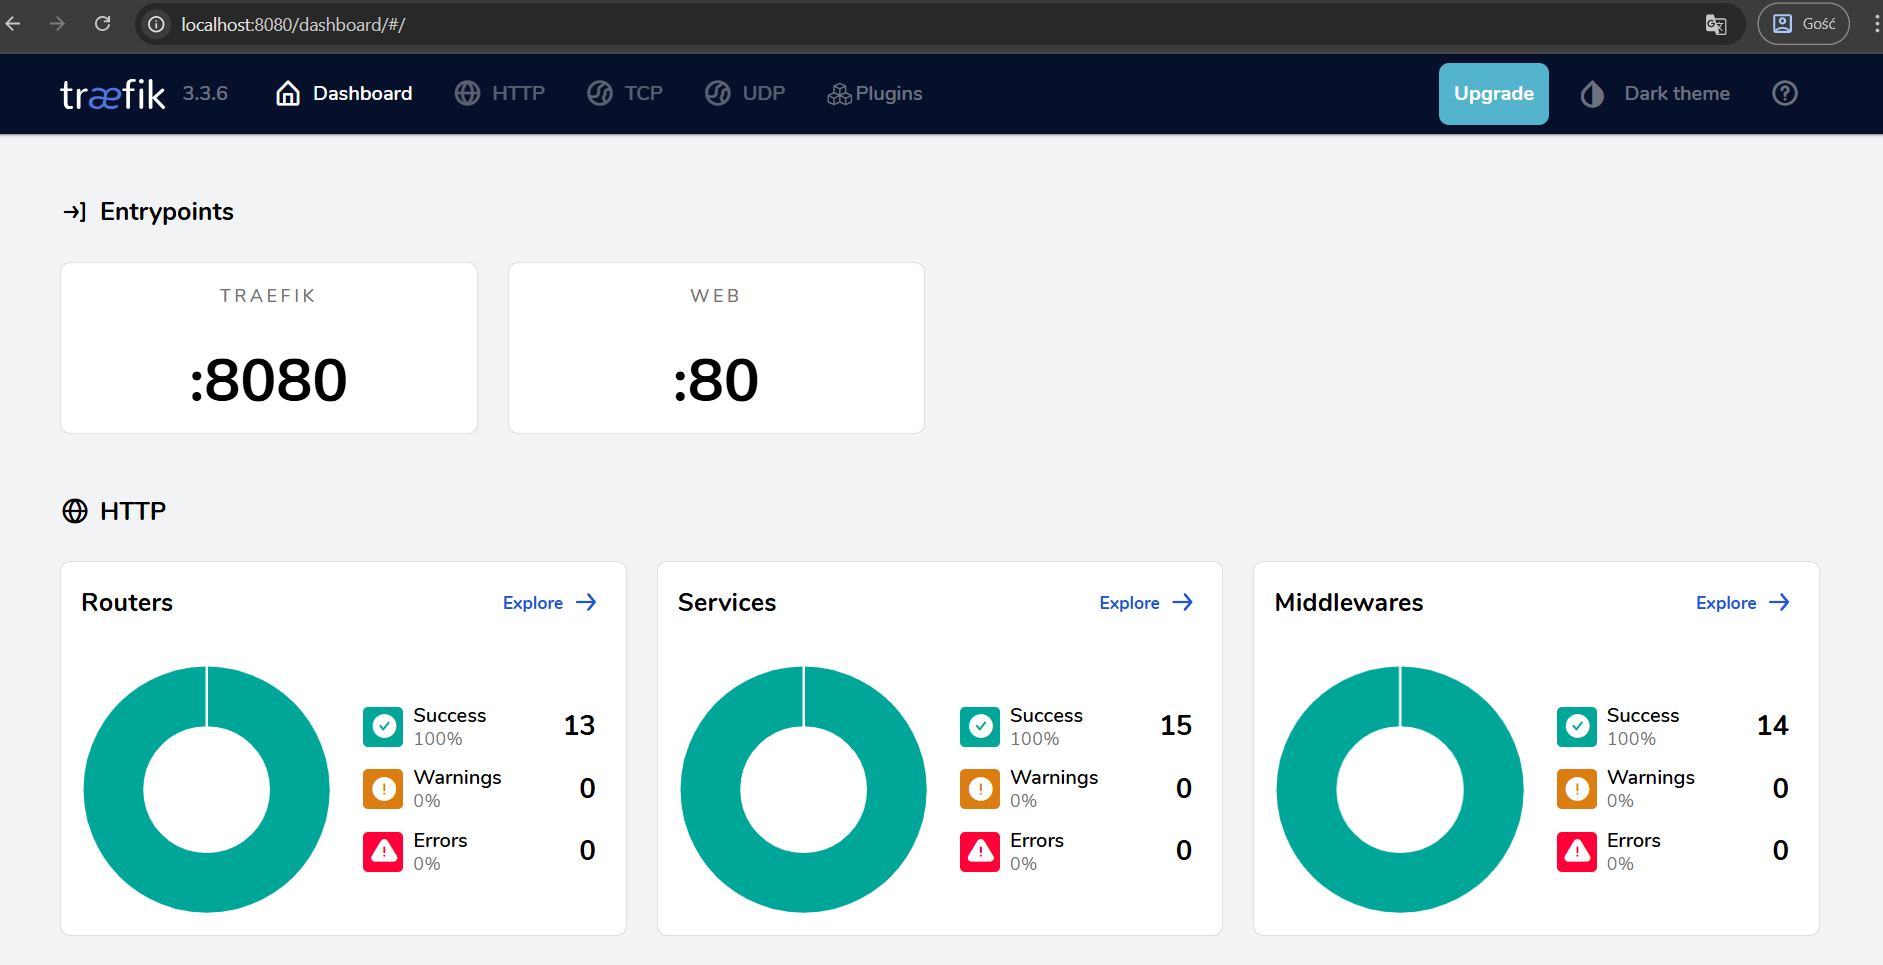 localhost:8080/dashboard/#/
Gość
træfik 3.3.6 Dashboard HTTP TCP UDP Plugins Upgrade Dark theme
Entrypoints
TRAEFIK
:8080
WEB
:80
HTTP
Routers Explore
Success 13
100%
Warnings 0
0%
Errors 0
0%
Services Explore
Success 15
100%
Warnings 0
0%
Errors 0
0%
Middlewares Explore
Success 14
100%
Warnings 0
0%
Errors 0
0%